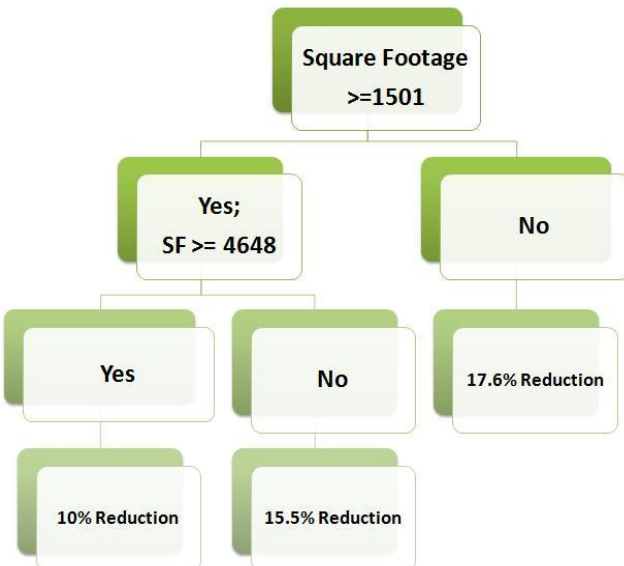 Square Footage
>=1501
Yes;
SF >= 4648
No
Yes
No
17.6% Reduction
10% Reduction
15.5% Reduction